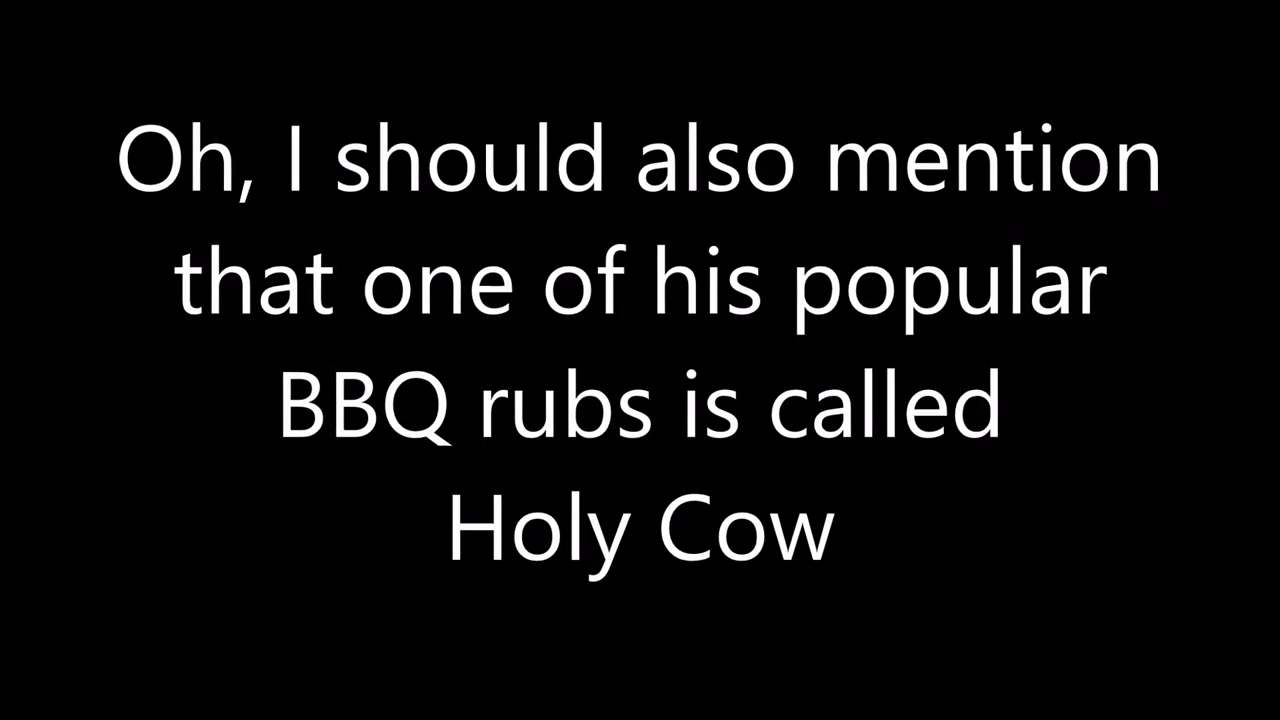 Oh, I should also mention
that one of his popular
BBQ rubs is called
Holy Cow